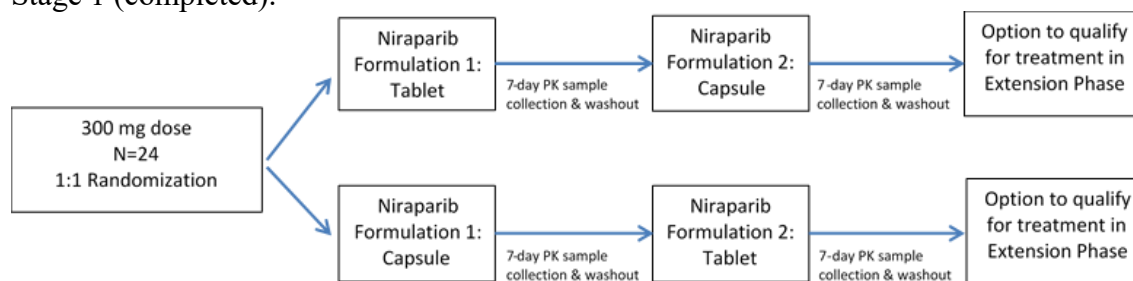 Stage 1 (completed):
300 mg dose
N=24
1:1 Randomization
Niraparib
Formulation 1:
Tablet
7-day PK sample
collection & washout
Niraparib
Formulation 2:
Capsule
7-day PK sample
collection & washout
Option to qualify
for treatment in
Extension Phase
Niraparib
Formulation 1:
Capsule
7-day PK sample
collection & washout
Niraparib
Formulation 2:
Tablet
7-day PK sample
collection & washout
Option to qualify
for treatment in
Extension Phase